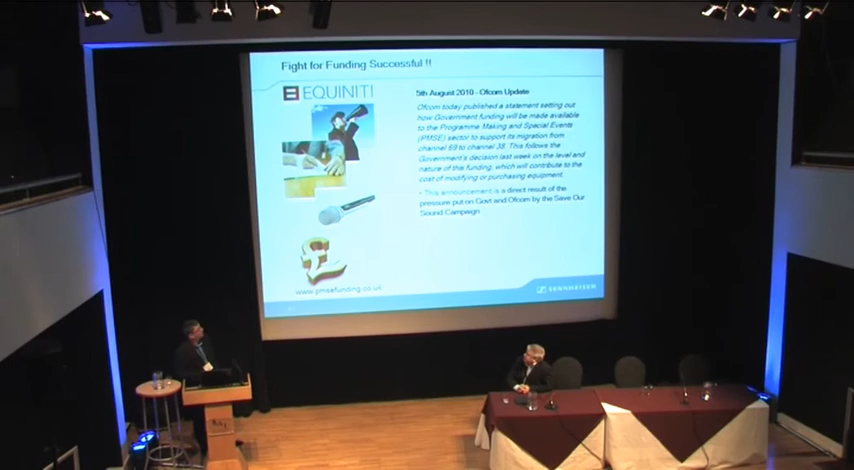 Fight for Funding Successful !!
EQUINITI
5th August 2010 - Ofcom Update
Ofcom today published a statement setting out
how Government funding will be made available
to the Programme Making and Special Events
(PMSE) sector to support its migration from
channel 69 to channel 38. This follows the
Government's decision last week on the level and
nature of this funding, which will contribute to the
cost of modifying or purchasing equipment.
• This announcement is a direct result of the
pressure put on Govt and Ofcom by the Save Our
Sound Campaign
www.pmsefunding.co.uk
SENNHEISER